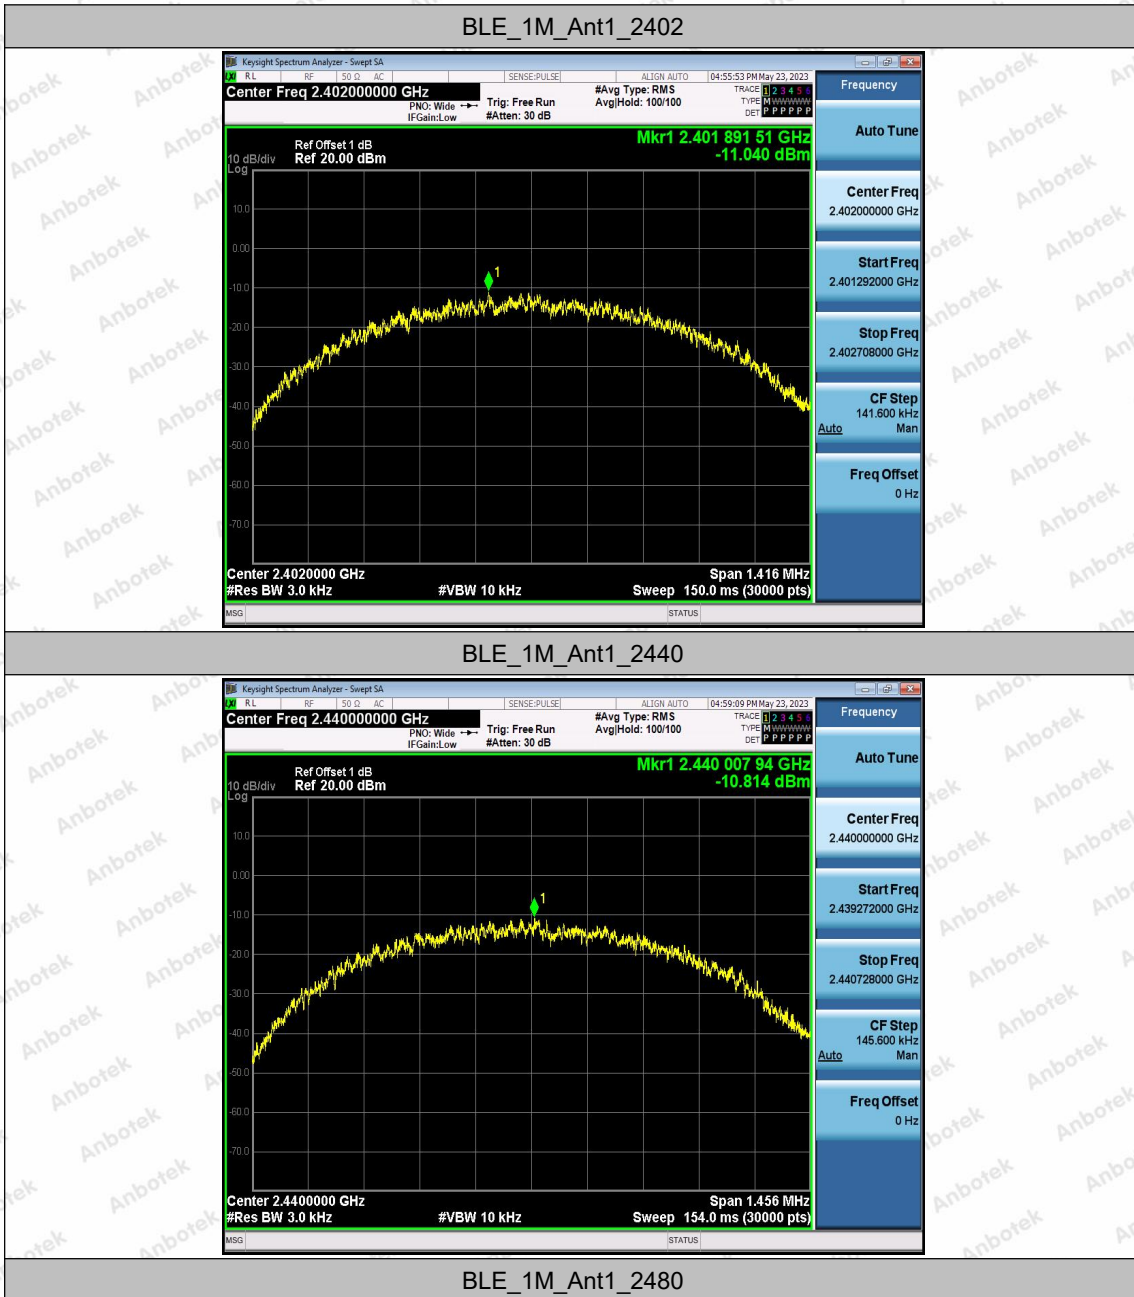 BLE_1M_Ant1_2402
Keysight Spectrum Analyzer - Swept SA
LXI RL RF 50 Ω AC SENSE:PULSE ALIGN AUTO 04:55:53 PM May 23, 2023
Center Freq 2.402000000 GHz
PNO: Wide
IFGain:Low
Trig: Free Run
#Atten: 30 dB
#Avg Type: RMS
Avg|Hold: 100/100
TRACE 1 2 3 4 5 6
TYPE M W W W W W
DET P P P P P P
Frequency
Auto Tune
Mkr1 2.401 891 51 GHz
-11.040 dBm
Ref Offset 1 dB
10 dB/div Ref 20.00 dBm
Log
10.0
0.00
-10.0
-20.0
-30.0
-40.0
-50.0
-60.0
-70.0
1
Center Freq
2.402000000 GHz
Start Freq
2.401292000 GHz
Stop Freq
2.402708000 GHz
CF Step
141.600 kHz
Auto Man
Freq Offset
0 Hz
Center 2.4020000 GHz Span 1.416 MHz
#Res BW 3.0 kHz #VBW 10 kHz Sweep 150.0 ms (30000 pts)
MSG STATUS
BLE_1M_Ant1_2440
Keysight Spectrum Analyzer - Swept SA
LXI RL RF 50 Ω AC SENSE:PULSE ALIGN AUTO 04:59:09 PM May 23, 2023
Center Freq 2.440000000 GHz
PNO: Wide
IFGain:Low
Trig: Free Run
#Atten: 30 dB
#Avg Type: RMS
Avg|Hold: 100/100
TRACE 1 2 3 4 5 6
TYPE M W W W W W
DET P P P P P P
Frequency
Auto Tune
Mkr1 2.440 007 94 GHz
-10.814 dBm
Ref Offset 1 dB
10 dB/div Ref 20.00 dBm
Log
10.0
0.00
-10.0
-20.0
-30.0
-40.0
-50.0
-60.0
-70.0
1
Center Freq
2.440000000 GHz
Start Freq
2.439272000 GHz
Stop Freq
2.440728000 GHz
CF Step
145.600 kHz
Auto Man
Freq Offset
0 Hz
Center 2.4400000 GHz Span 1.456 MHz
#Res BW 3.0 kHz #VBW 10 kHz Sweep 154.0 ms (30000 pts)
MSG STATUS
BLE_1M_Ant1_2480